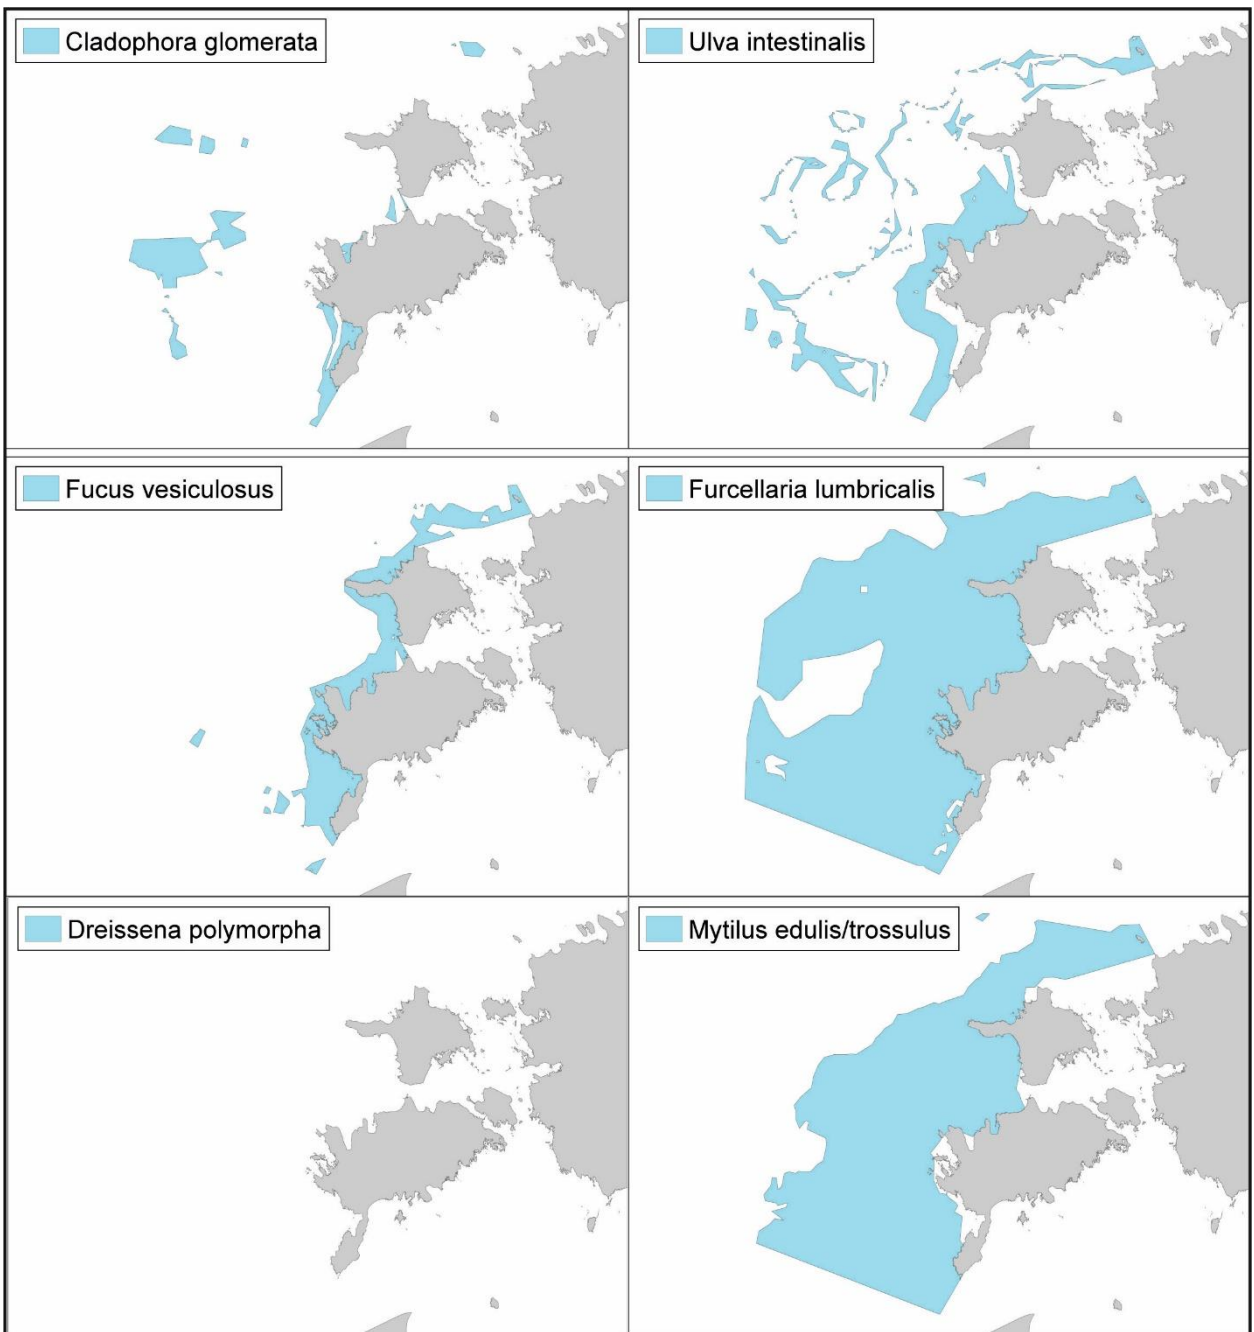 Cladophora glomerata
Ulva intestinalis
Fucus vesiculosus
Furcellaria lumbricalis
Dreissena polymorpha
Mytilus edulis/trossulus